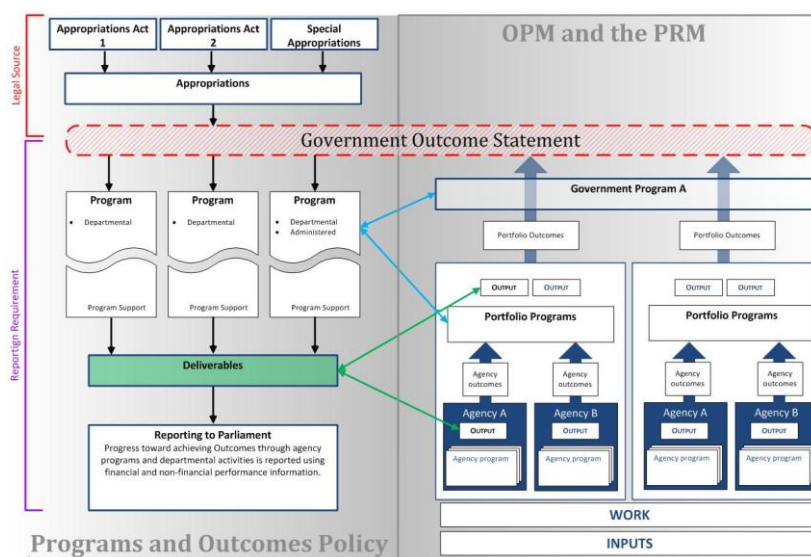 Appropriations Act
1
Appropriations Act
2
Special
Appropriations
OPM and the PRM
Legal Source
Appropriations
Government Outcome Statement
Reportign Requirement
Program
• Departmental
Program Support
Program
• Departmental
Program Support
Program
• Departmental
• Administered
Program Support
Government Program A
Portfolio Outcomes
Portfolio Outcomes
OUTPUT
OUTPUT
Portfolio Programs
Agency
outcomes
Agency
outcomes
Agency A
OUTPUT
Agency program
Agency B
OUTPUT
Agency program
OUTPUT
OUTPUT
Portfolio Programs
Agency
outcomes
Agency
outcomes
Agency A
OUTPUT
Agency program
Agency B
OUTPUT
Agency program
Deliverables
Reporting to Parliament
Progress toward achieving Outcomes through agency
programs and departmental activities is reported using
financial and non-financial performance information.
WORK
INPUTS
Programs and Outcomes Policy